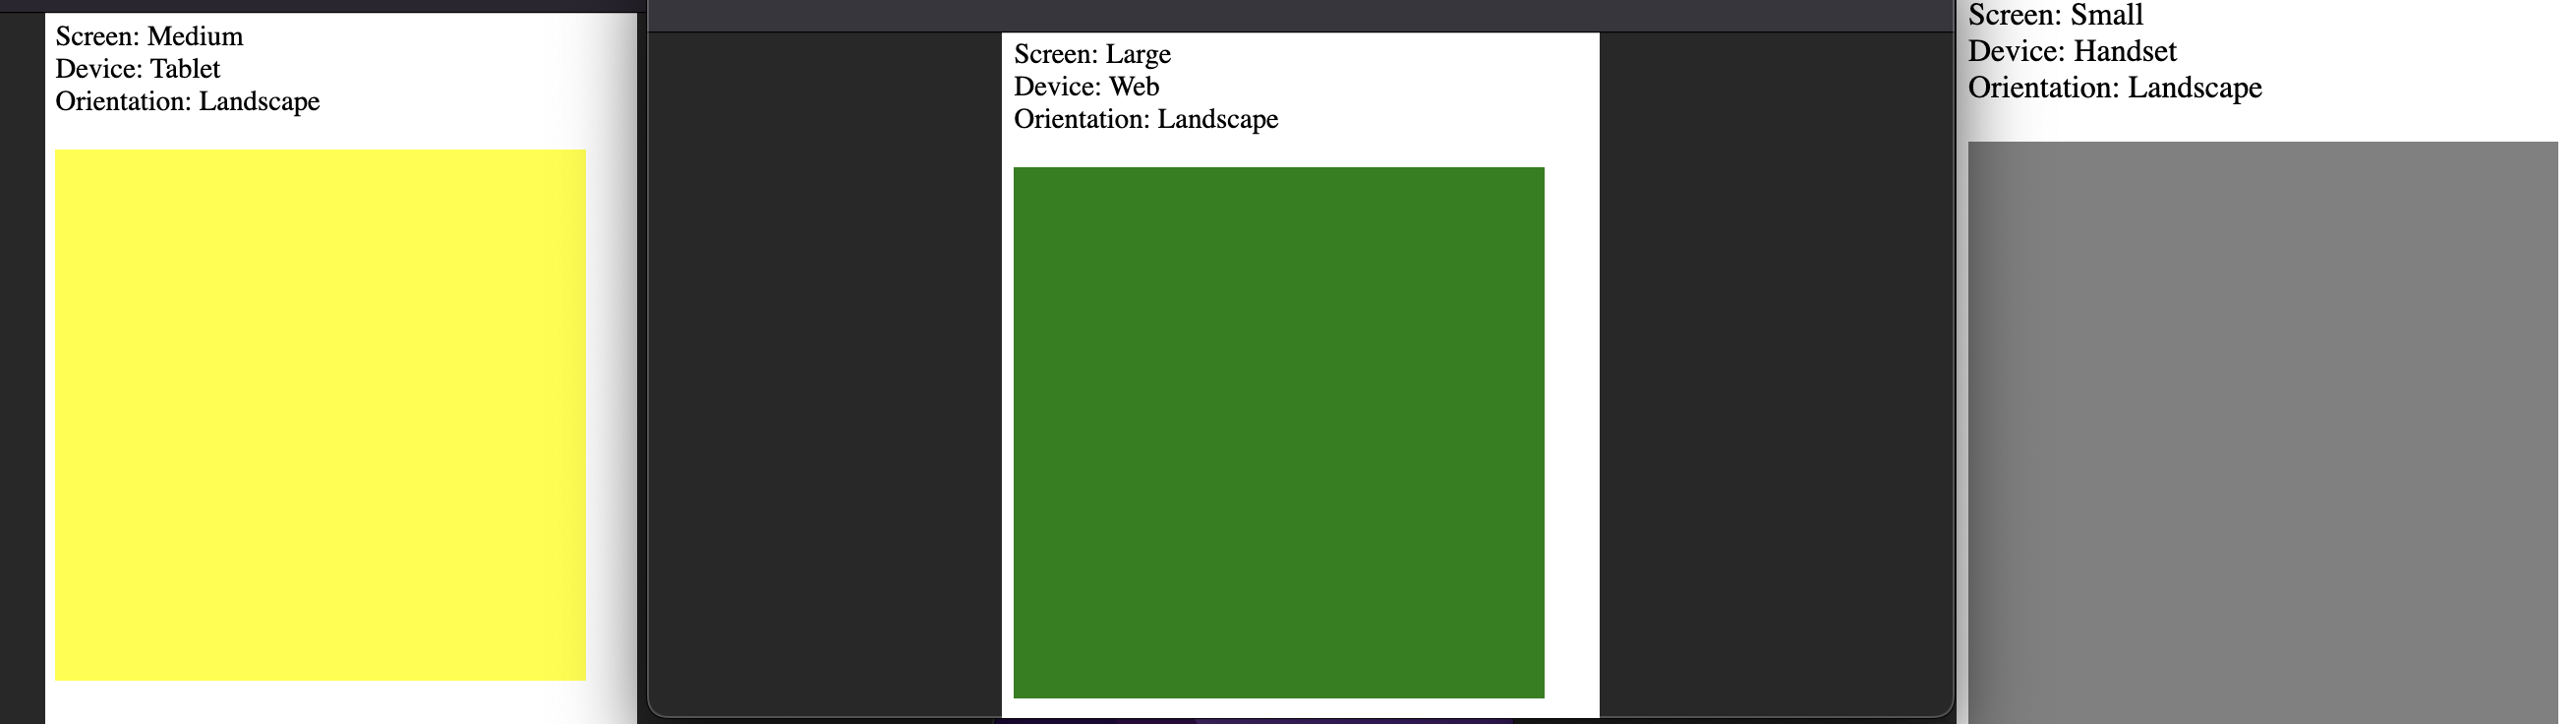 Screen: Medium
Device: Tablet
Orientation: Landscape
Screen: Large
Device: Web
Orientation: Landscape
Screen: Small
Device: Handset
Orientation: Landscape